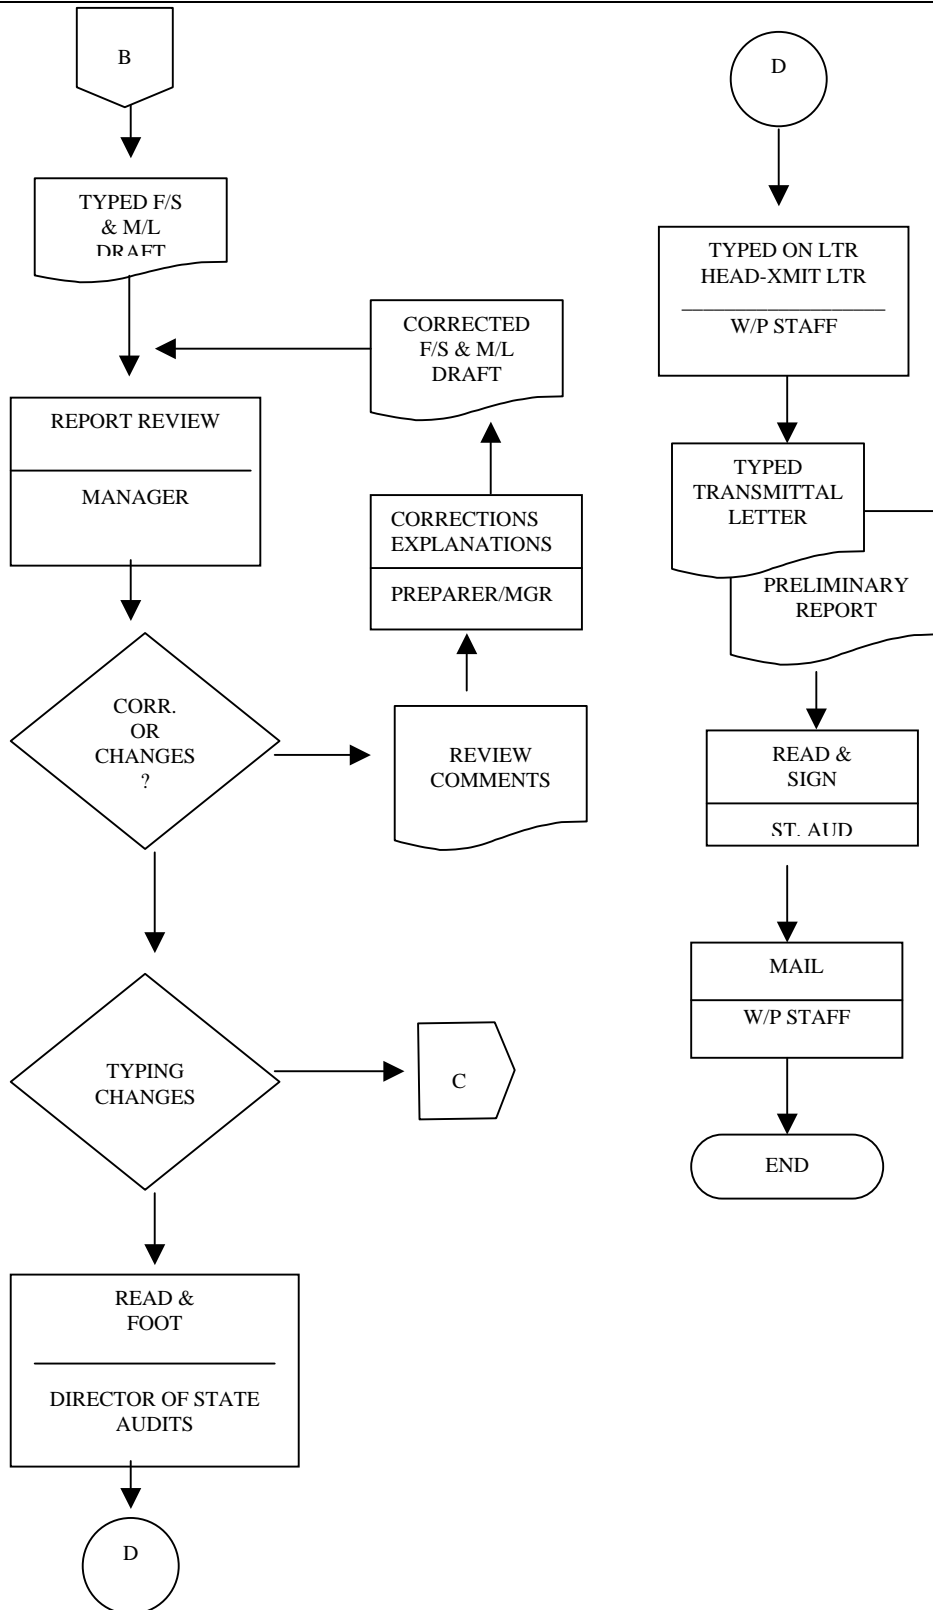 B
TYPED F/S
& M/L
DRAFT
CORRECTED
F/S & M/L
DRAFT
REPORT REVIEW
MANAGER
CORRECTIONS
EXPLANATIONS
PREPARER/MGR
CORR.
OR
CHANGES
?
REVIEW
COMMENTS
TYPING
CHANGES
C
READ &
FOOT
DIRECTOR OF STATE
AUDITS
D
D
TYPED ON LTR
HEAD-XMIT LTR
W/P STAFF
TYPED
TRANSMITTAL
LETTER
PRELIMINARY
REPORT
READ &
SIGN
ST. AUD
MAIL
W/P STAFF
END